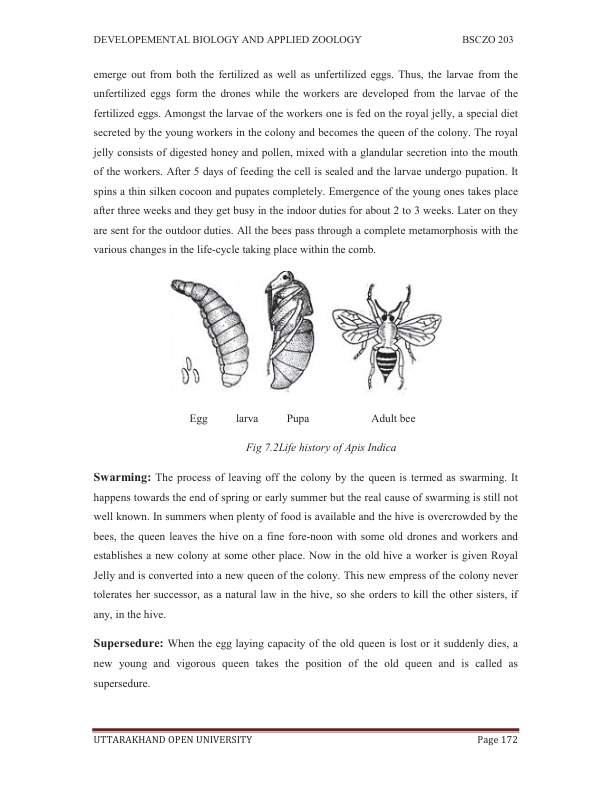 DEVELOPEMENTAL BIOLOGY AND APPLIED ZOOLOGY BSCZO 203
emerge out from both the fertilized as well as unfertilized eggs. Thus, the larvae from the
unfertilized eggs form the drones while the workers are developed from the larvae of the
fertilized eggs. Amongst the larvae of the workers one is fed on the royal jelly, a special diet
secreted by the young workers in the colony and becomes the queen of the colony. The royal
jelly consists of digested honey and pollen, mixed with a glandular secretion into the mouth
of the workers. After 5 days of feeding the cell is sealed and the larvae undergo pupation. It
spins a thin silken cocoon and pupates completely. Emergence of the young ones takes place
after three weeks and they get busy in the indoor duties for about 2 to 3 weeks. Later on they
are sent for the outdoor duties. All the bees pass through a complete metamorphosis with the
various changes in the life-cycle taking place within the comb.
Egg larva Pupa Adult bee
Fig 7.2Life history of Apis Indica
Swarming: The process of leaving off the colony by the queen is termed as swarming. It
happens towards the end of spring or early summer but the real cause of swarming is still not
well known. In summers when plenty of food is available and the hive is overcrowded by the
bees, the queen leaves the hive on a fine fore-noon with some old drones and workers and
establishes a new colony at some other place. Now in the old hive a worker is given Royal
Jelly and is converted into a new queen of the colony. This new empress of the colony never
tolerates her successor, as a natural law in the hive, so she orders to kill the other sisters, if
any, in the hive.
Supersedure: When the egg laying capacity of the old queen is lost or it suddenly dies, a
new young and vigorous queen takes the position of the old queen and is called as
supersedure.
UTTARAKHAND OPEN UNIVERSITY Page 172